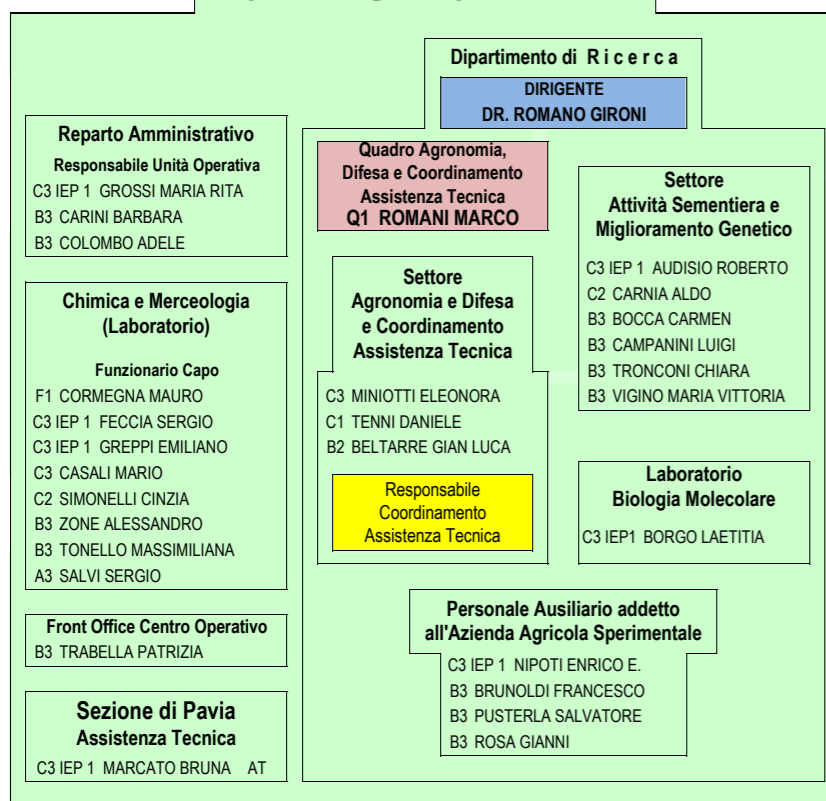 Dipartimento di R i c e r c a
DIRIGENTE
DR. ROMANO GIRONI
Reparto Amministrativo
Responsabile Unità Operativa
C3 IEP 1 GROSSI MARIA RITA
B3 CARINI BARBARA
B3 COLOMBO ADELE
Chimica e Merceologia
(Laboratorio)
Funzionario Capo
F1 CORMEGNA MAURO
C3 IEP 1 FECCIA SERGIO
C3 IEP 1 GREPPI EMILIANO
C3 CASALI MARIO
C2 SIMONELLI CINZIA
B3 ZONE ALESSANDRO
B3 TONELLO MASSIMILIANA
A3 SALVI SERGIO
Front Office Centro Operativo
B3 TRABELLA PATRIZIA
Sezione di Pavia
Assistenza Tecnica
C3 IEP 1 MARCATO BRUNA AT
Quadro Agronomia,
Difesa e Coordinamento
Assistenza Tecnica
Q1 ROMANI MARCO
Settore
Agronomia e Difesa
e Coordinamento
Assistenza Tecnica
C3 MINIOTTI ELEONORA
C1 TENNI DANIELE
B2 BELTARRE GIAN LUCA
Responsabile
Coordinamento
Assistenza Tecnica
Settore
Attività Sementiera e
Miglioramento Genetico
C3 IEP 1 AUDISIO ROBERTO
C2 CARNIA ALDO
B3 BOCCA CARMEN
B3 CAMPANINI LUIGI
B3 TRONCONI CHIARA
B3 VIGINO MARIA VITTORIA
Laboratorio
Biologia Molecolare
C3 IEP1 BORGO LAETITIA
Personale Ausiliario addetto
all'Azienda Agricola Sperimentale
C3 IEP 1 NIPOTI ENRICO E.
B3 BRUNOLDI FRANCESCO
B3 PUSTERLA SALVATORE
B3 ROSA GIANNI